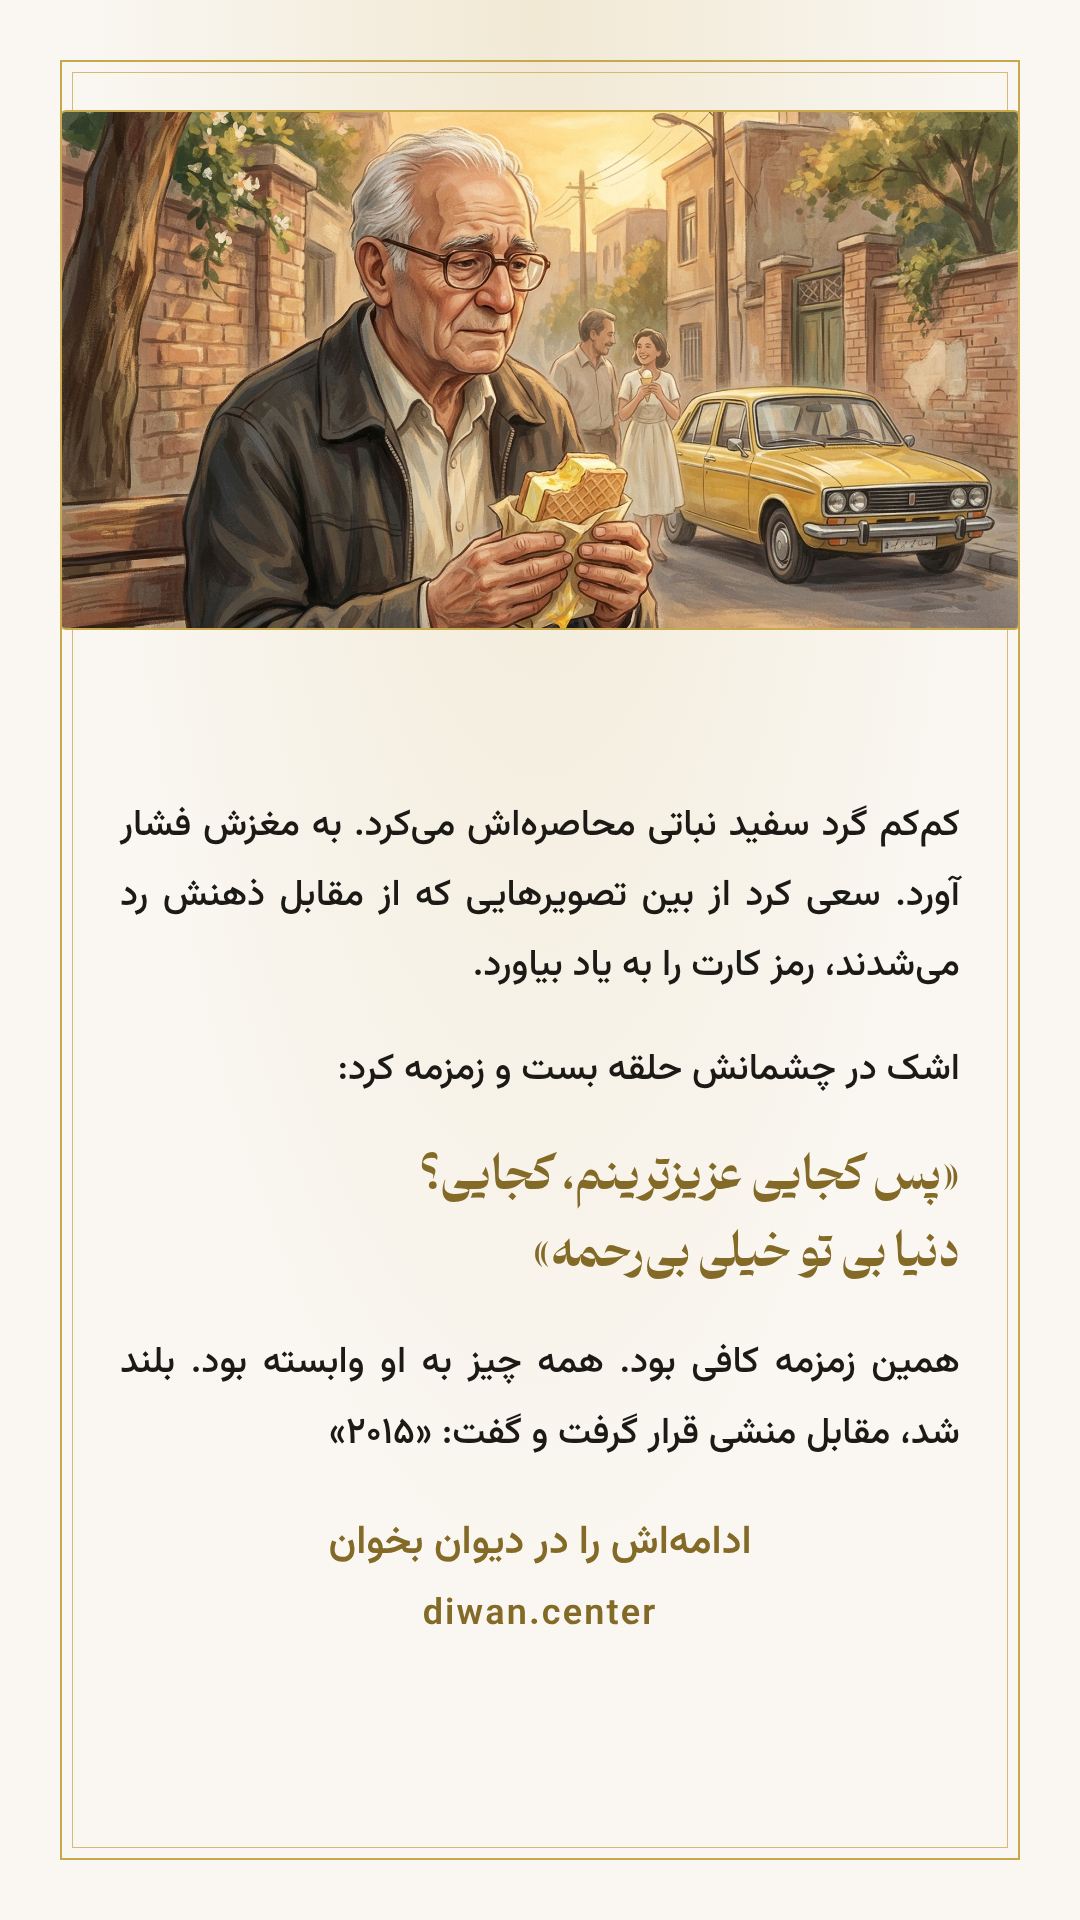 کم‌کم گرد سفید نباتی محاصره‌اش می‌کرد. به مغزش فشار
آورد. سعی کرد از بین تصویرهایی که از مقابل ذهنش رد
می‌شدند، رمز کارت را به یاد بیاورد.
اشک در چشمانش حلقه بست و زمزمه کرد:
«پس کجایی عزیزترینم، کجایی؟
دنیا بی تو خیلی بی‌رحمه»
همین زمزمه کافی بود. همه چیز به او وابسته بود. بلند
شد، مقابل منشی قرار گرفت و گفت: «۲۰۱۵»
ادامه‌اش را در دیوان بخوان
diwan.center